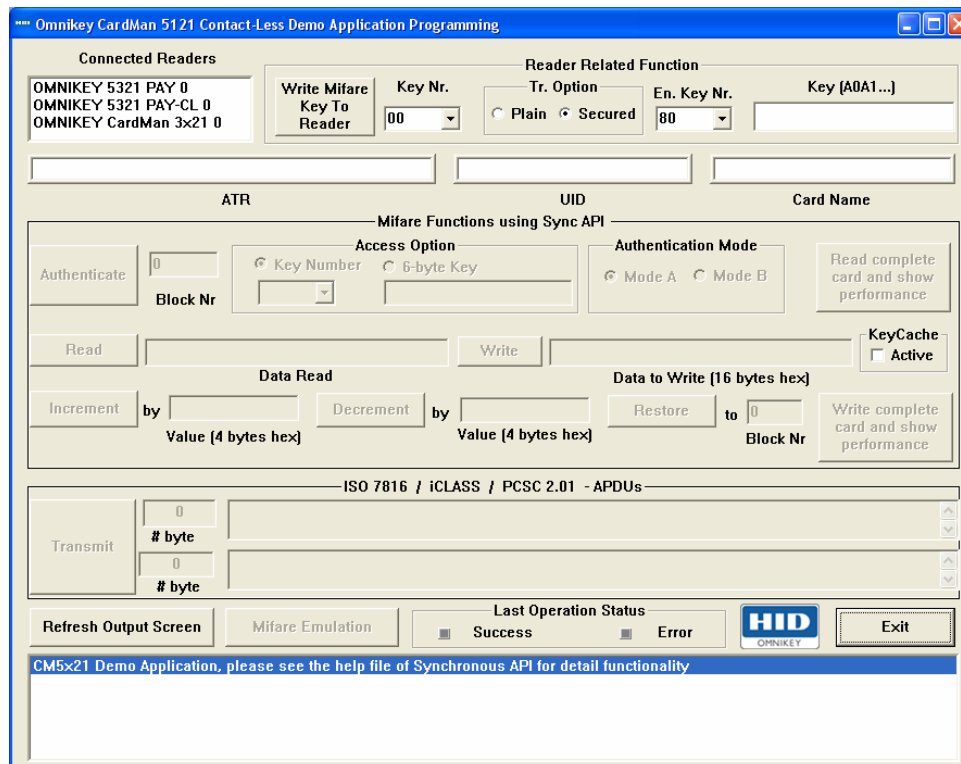 Omnikey CardMan 5121 Contact-Less Demo Application Programming
Connected Readers
OMNIKEY 5321 PAY 0
OMNIKEY 5321 PAY-CL 0
OMNIKEY CardMan 3x21 0
Reader Related Function
Write Mifare
Key To
Reader
Key Nr.
00
Tr. Option
Plain
Secured
En. Key Nr.
80
Key (A0A1...)
ATR
UID
Card Name
Mifare Functions using Sync API
Authenticate
0
Block Nr
Access Option
Key Number
6-byte Key
Authentication Mode
Mode A
Mode B
Read complete
card and show
performance
Read
Data Read
Write
Data to Write (16 bytes hex)
KeyCache
Active
Increment
by
Value (4 bytes hex)
Decrement
by
Value (4 bytes hex)
Restore
to
0
Block Nr
Write complete
card and show
performance
ISO 7816 / iCLASS / PCSC 2.01 - APDUs
Transmit
0
# byte
0
# byte
Refresh Output Screen
Mifare Emulation
Last Operation Status
Success
Error
HID
OMNIKEY
Exit
CM5x21 Demo Application, please see the help file of Synchronous API for detail functionality